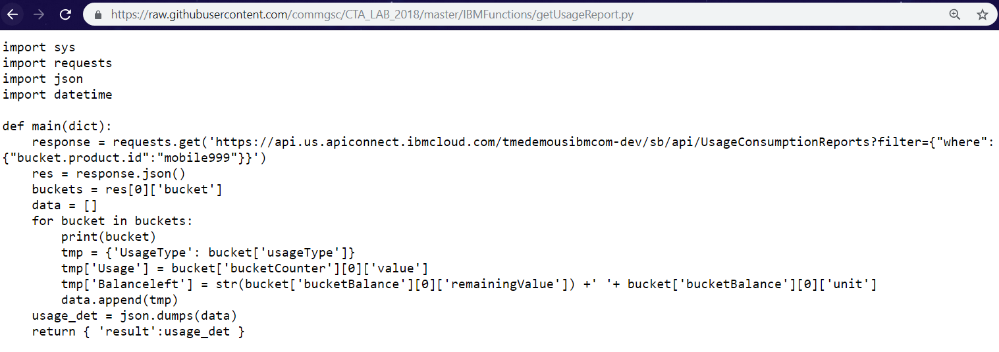 https://raw.githubusercontent.com/commgsc/CTA_LAB_2018/master/IBMFunctions/getUsageReport.py
import sys
import requests
import json
import datetime

def main(dict):
    response = requests.get('https://api.us.apiconnect.ibmcloud.com/tmedemousibmcom-dev/sb/api/UsageConsumptionReports?filter={"where":
{"bucket.product.id":"mobile999"}}')
    res = response.json()
    buckets = res[0]['bucket']
    data = []
    for bucket in buckets:
        print(bucket)
        tmp = {'UsageType': bucket['usageType']}
        tmp['Usage'] = bucket['bucketCounter'][0]['value']
        tmp['Balanceleft'] = str(bucket['bucketBalance'][0]['remainingValue']) +' '+ bucket['bucketBalance'][0]['unit']
        data.append(tmp)
    usage_det = json.dumps(data)
    return { 'result':usage_det }